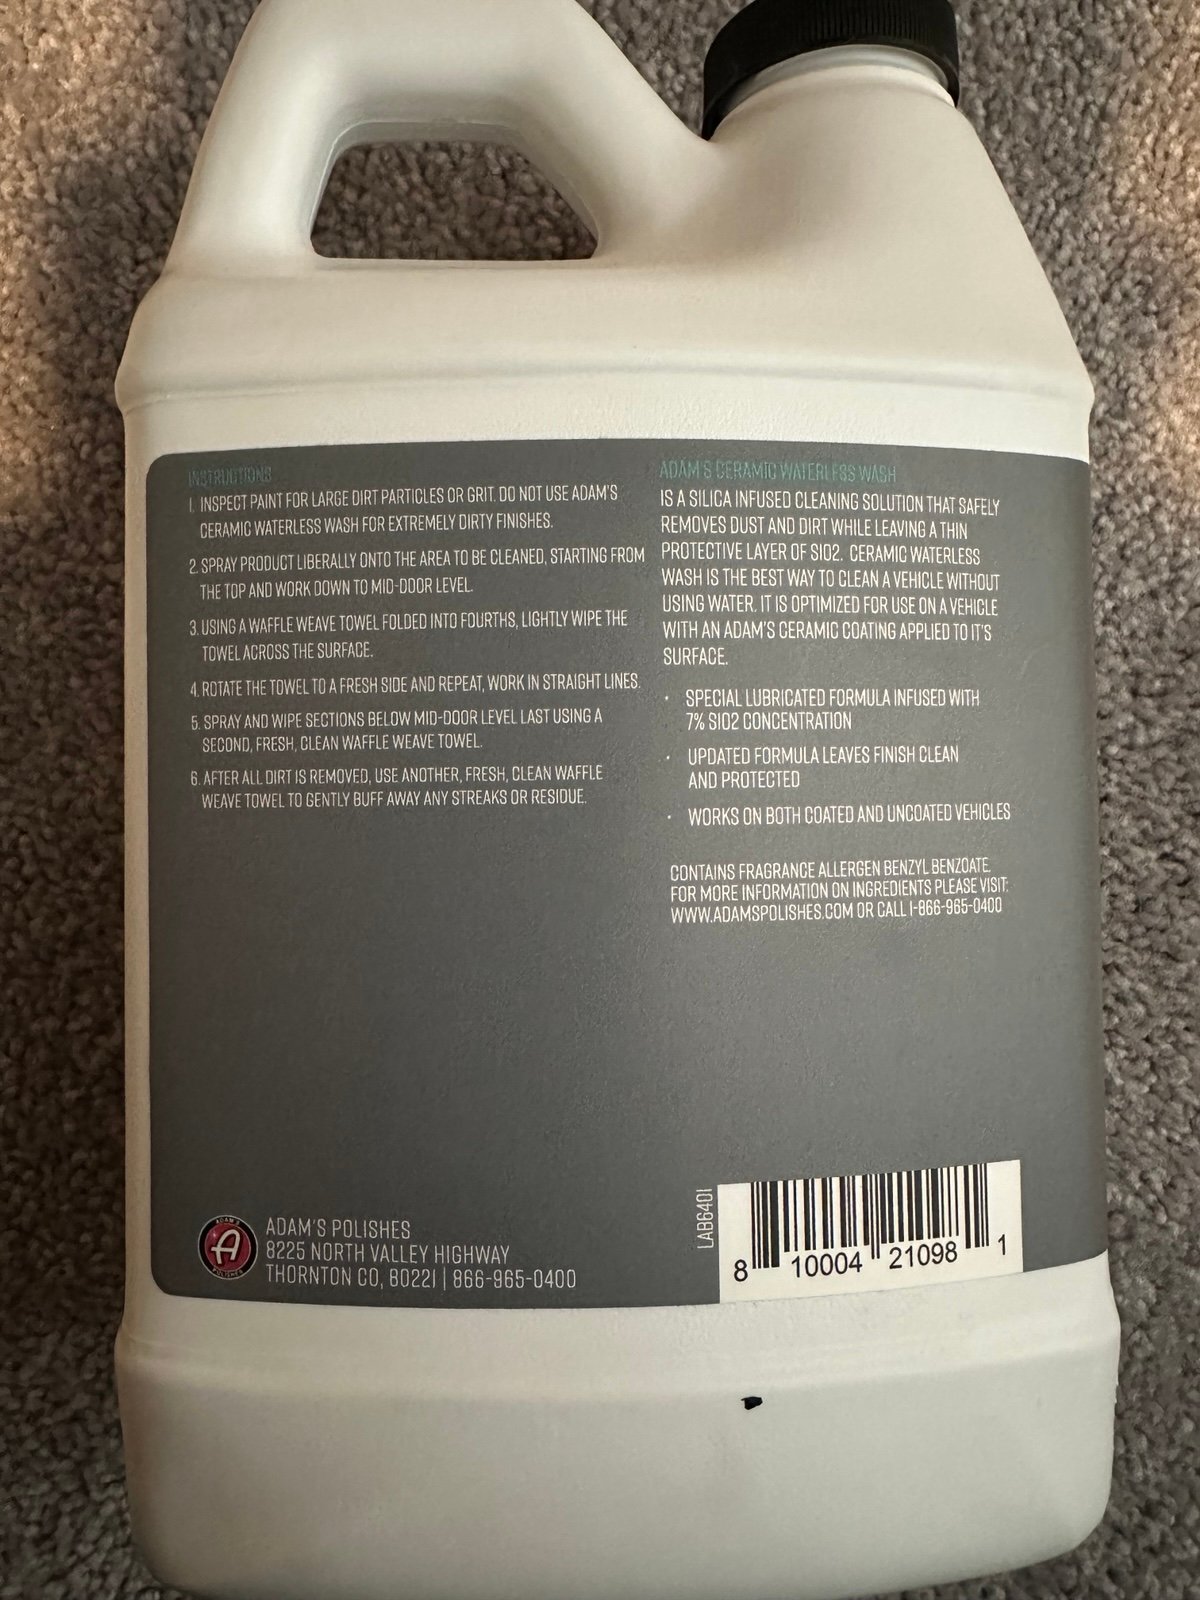 INSTRUCTIONS
1. INSPECT PAINT FOR LARGE DIRT PARTICLES OR GRIT. DO NOT USE ADAM'S
CERAMIC WATERLESS WASH FOR EXTREMELY DIRTY FINISHES.
2. SPRAY PRODUCT LIBERALLY ONTO THE AREA TO BE CLEANED, STARTING FROM
THE TOP AND WORK DOWN TO MID-DOOR LEVEL.
3. USING A WAFFLE WEAVE TOWEL FOLDED INTO FOURTHS, LIGHTLY WIPE THE
TOWEL ACROSS THE SURFACE.
4. ROTATE THE TOWEL TO A FRESH SIDE AND REPEAT, WORK IN STRAIGHT LINES.
5. SPRAY AND WIPE SECTIONS BELOW MID-DOOR LEVEL LAST USING A
SECOND, FRESH, CLEAN WAFFLE WEAVE TOWEL.
6. AFTER ALL DIRT IS REMOVED, USE ANOTHER, FRESH, CLEAN WAFFLE
WEAVE TOWEL TO GENTLY BUFF AWAY ANY STREAKS OR RESIDUE.
ADAM'S CERAMIC WATERLESS WASH
IS A SILICA INFUSED CLEANING SOLUTION THAT SAFELY
REMOVES DUST AND DIRT WHILE LEAVING A THIN
PROTECTIVE LAYER OF SIO2. CERAMIC WATERLESS
WASH IS THE BEST WAY TO CLEAN A VEHICLE WITHOUT
USING WATER. IT IS OPTIMIZED FOR USE ON A VEHICLE
WITH AN ADAM'S CERAMIC COATING APPLIED TO IT'S
SURFACE.
• SPECIAL LUBRICATED FORMULA INFUSED WITH
7% SIO2 CONCENTRATION
• UPDATED FORMULA LEAVES FINISH CLEAN
AND PROTECTED
• WORKS ON BOTH COATED AND UNCOATED VEHICLES
CONTAINS FRAGRANCE ALLERGEN BENZYL BENZOATE.
FOR MORE INFORMATION ON INGREDIENTS PLEASE VISIT:
WWW.ADAMSPOLISHES.COM OR CALL 1-866-965-0400
ADAM'S
A
POLISHES
ADAM'S POLISHES
8225 NORTH VALLEY HIGHWAY
THORNTON CO, 80221 | 866-965-0400
LAB6401
8 10004 21098 1